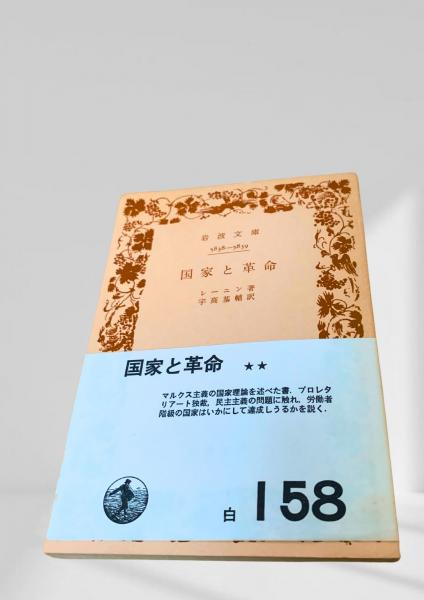 岩波文庫
5838—5839
国家と革命
レーニン著
宇高基輔訳
国家と革命 ★★
マルクス主義の国家理論を述べた書．プロレタ
リアート独裁，民主主義の問題に触れ，労働者
階級の国家はいかにして達成しうるかを説く．
白 158